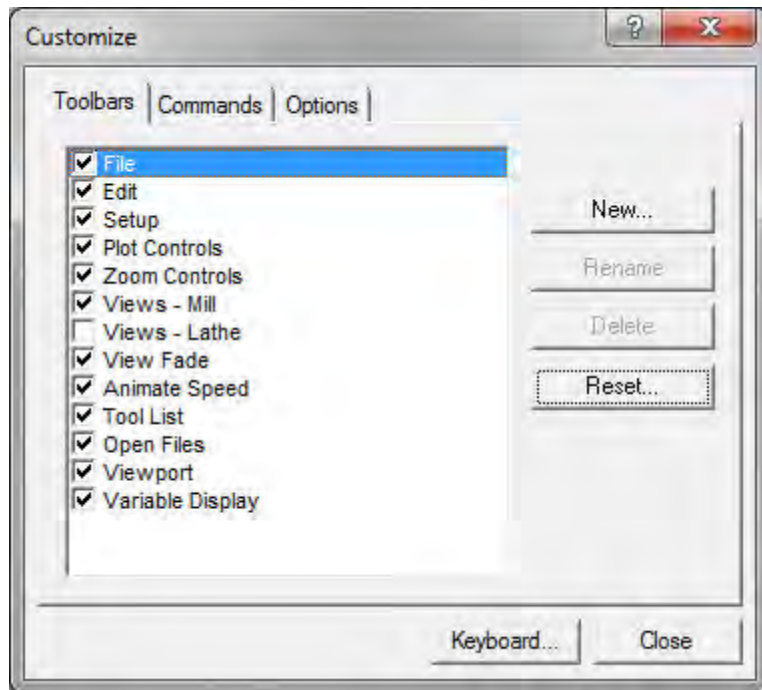 Customize
Toolbars Commands Options
File
Edit
Setup
Plot Controls
Zoom Controls
Views - Mill
Views - Lathe
View Fade
Animate Speed
Tool List
Open Files
Viewport
Variable Display
New...
Rename
Delete
Reset...
Keyboard... Close